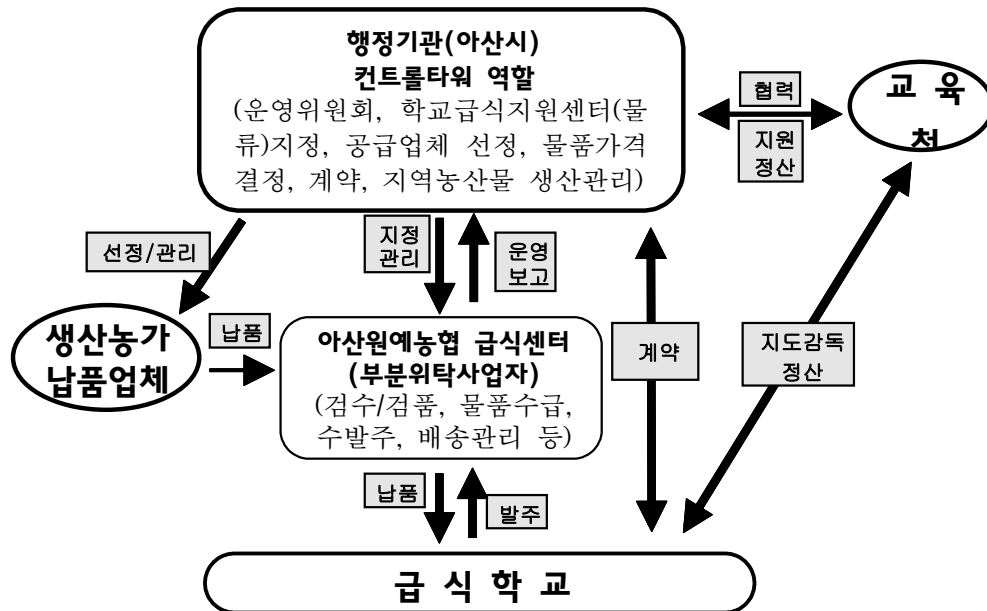 행정기관(아산시)
컨트롤타워 역할
(운영위원회, 학교급식지원센터(물
류)지정, 공급업체 선정, 물품가격
결정, 계약, 지역농산물 생산관리)
협력
지원
정산
교 육
청
선정/관리
지정
관리
운영
보고
생산농가
납품업체
납품
아산원예농협 급식센터
(부분위탁사업자)
(검수/검품, 물품수급,
수발주, 배송관리 등)
계약
지도감독
정산
납품
발주
급 식 학 교